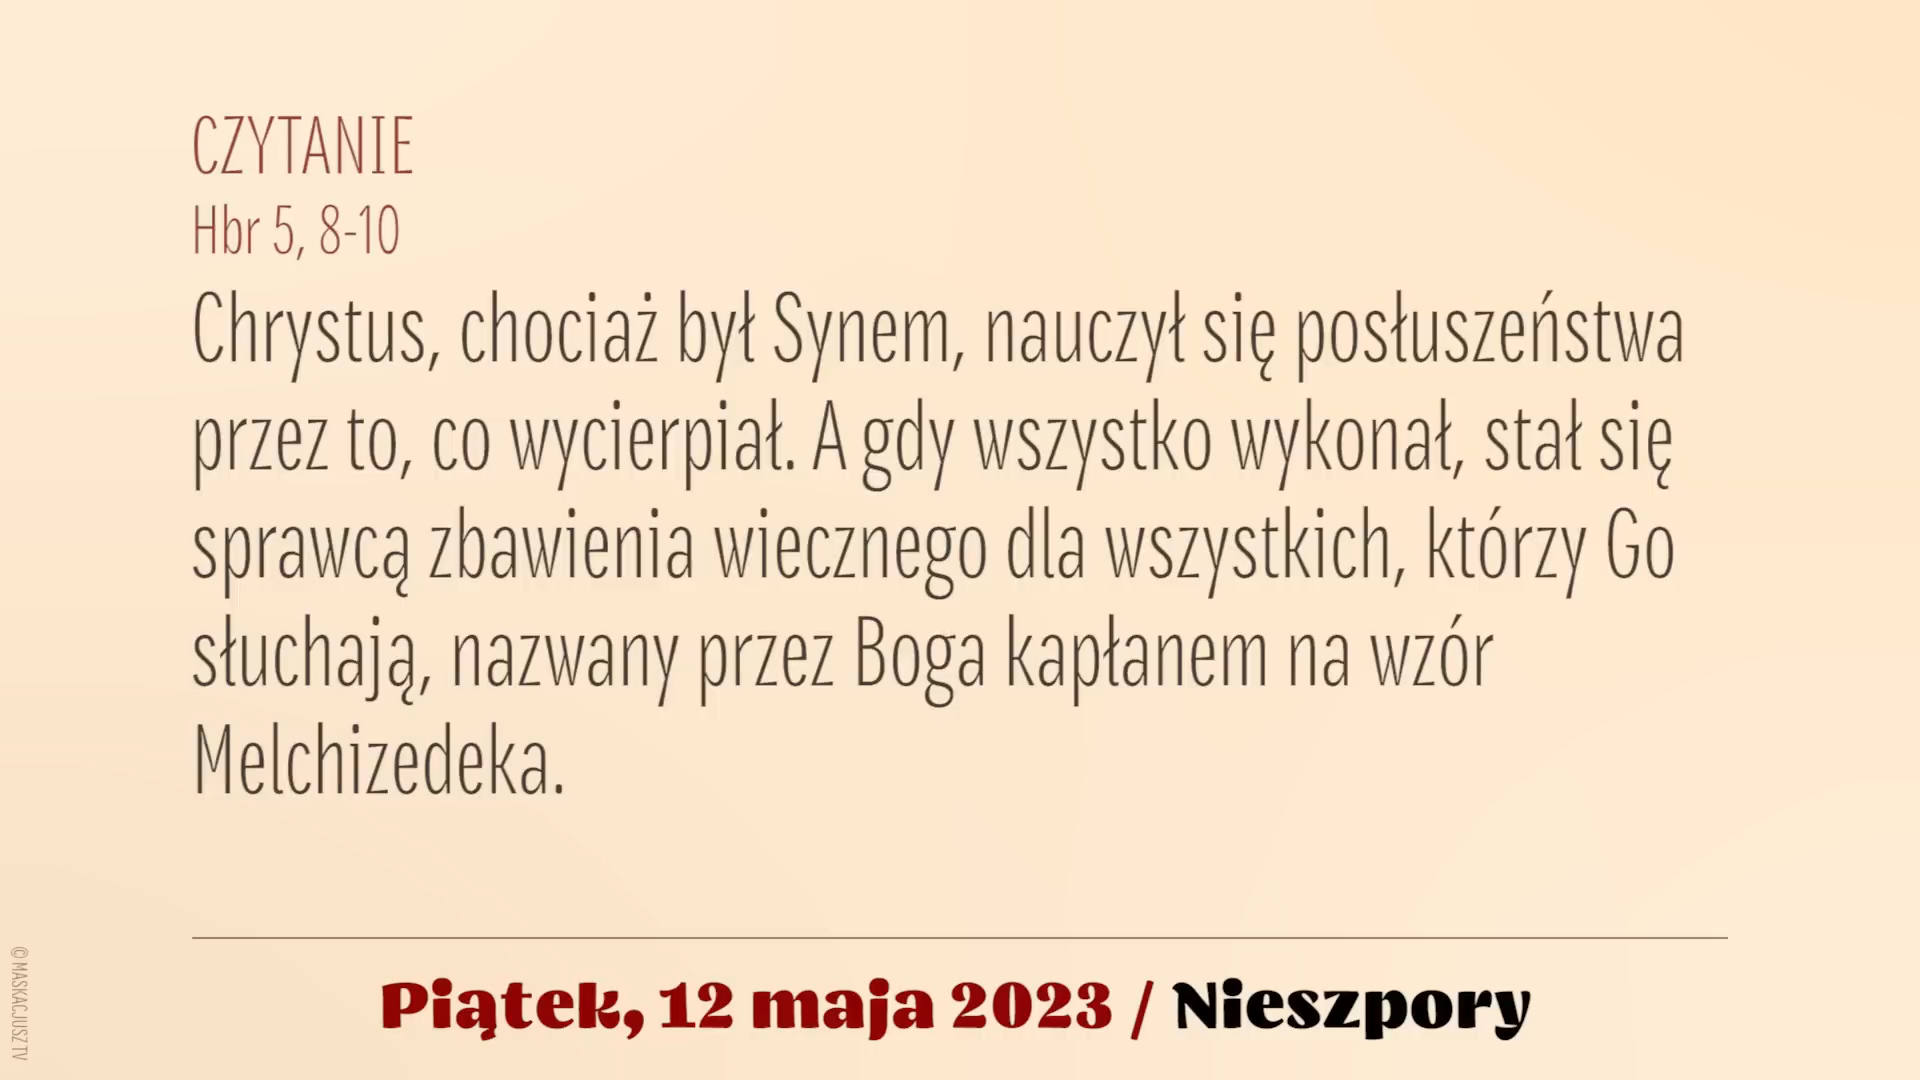 CZYTANIE
Hbr 5, 8-10
Chrystus, chociaż był Synem, nauczył się posłuszeństwa
przez to, co wycierpiał. A gdy wszystko wykonał, stał się
sprawcą zbawienia wiecznego dla wszystkich, którzy Go
słuchają, nazwany przez Boga kapłanem na wzór
Melchizedeka.
Piątek, 12 maja 2023 / Nieszpory
© MASKACJUSZ TV